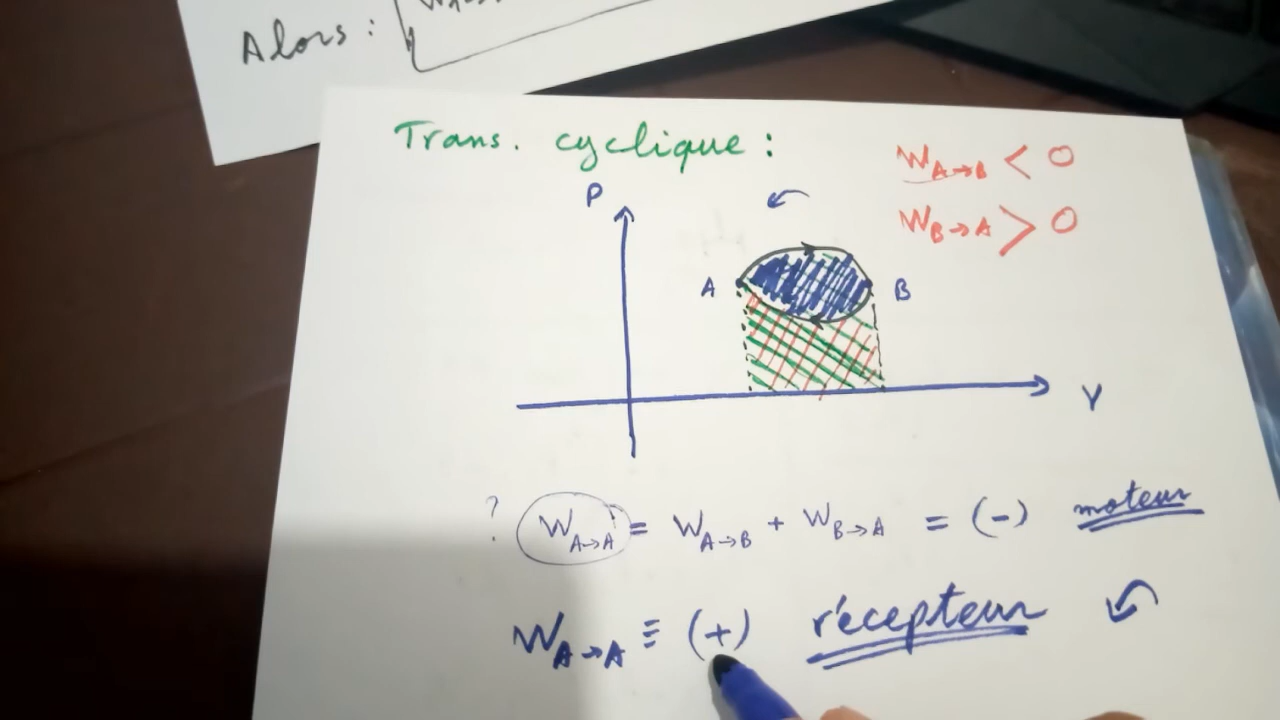 Alors :
Trans. cyclique :
W A→B < 0
W B→A > 0
P
A
B
V
? W A→A = W A→B + W B→A = (-) moteur
W A→A ≡ (+) récepteur